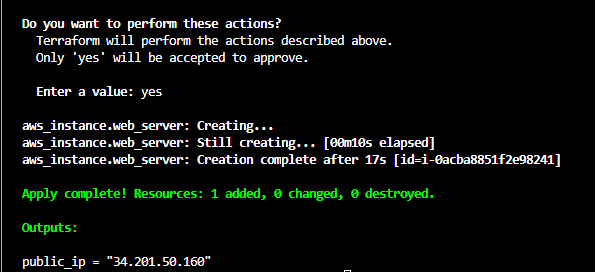 Do you want to perform these actions?
Terraform will perform the actions described above.
Only 'yes' will be accepted to approve.
Enter a value: yes
aws_instance.web_server: Creating...
aws_instance.web_server: Still creating... [00m10s elapsed]
aws_instance.web_server: Creation complete after 17s [id=i-0acba8851f2e98241]
Apply complete! Resources: 1 added, 0 changed, 0 destroyed.
Outputs:
public_ip = "34.201.50.160"